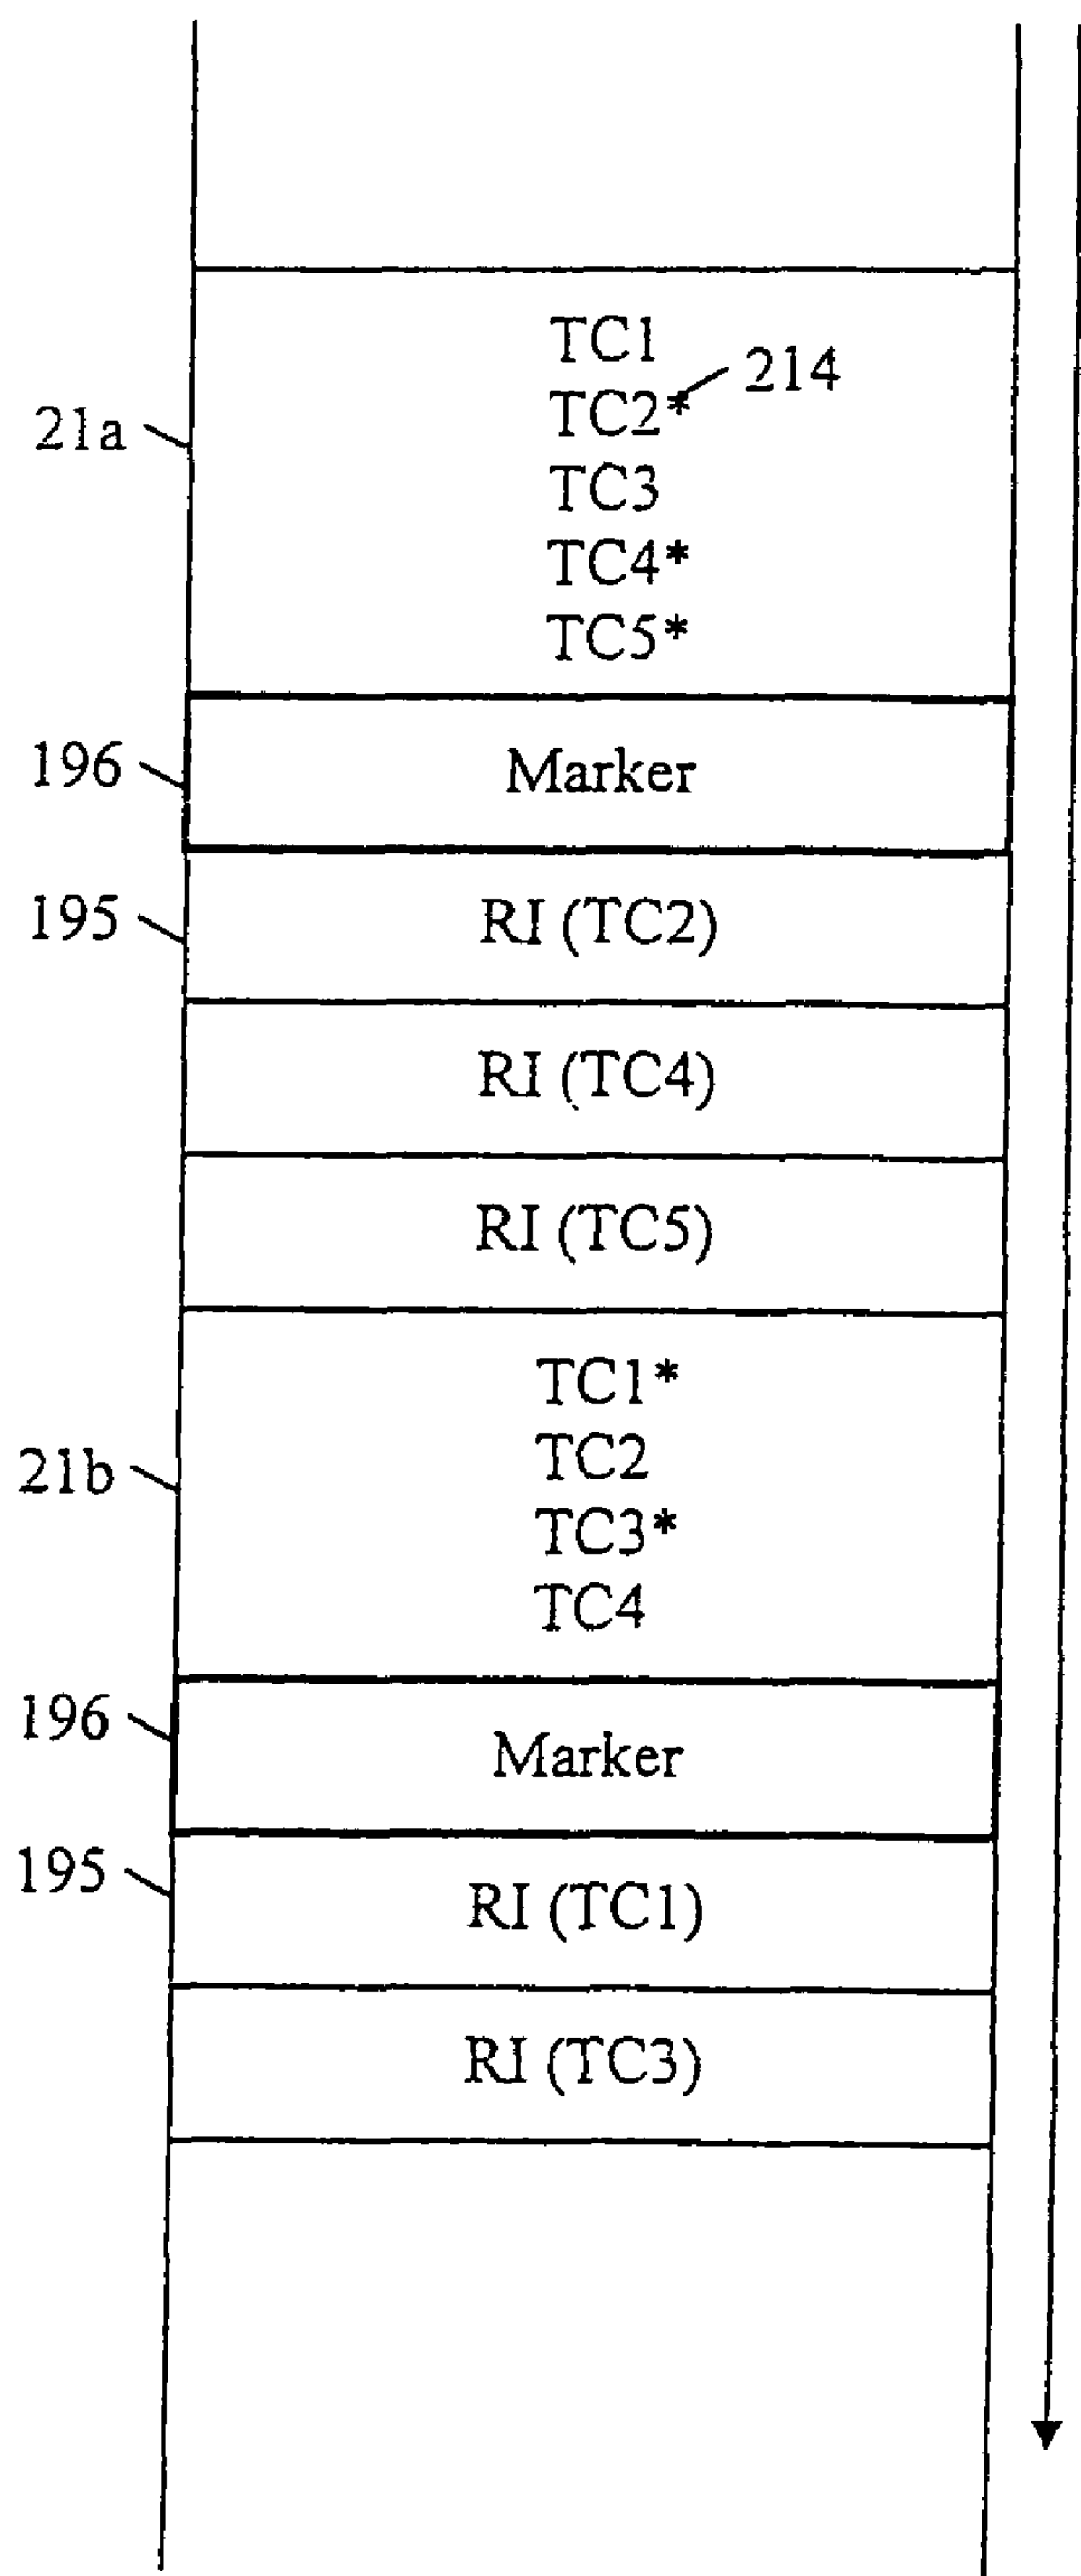 TC1
TC2* 214
21a
TC3
TC4*
TC5*
196 Marker
195 RI (TC2)
RI (TC4)
RI (TC5)
TC1*
TC2
21b
TC3*
TC4
196 Marker
195 RI (TC1)
RI (TC3)